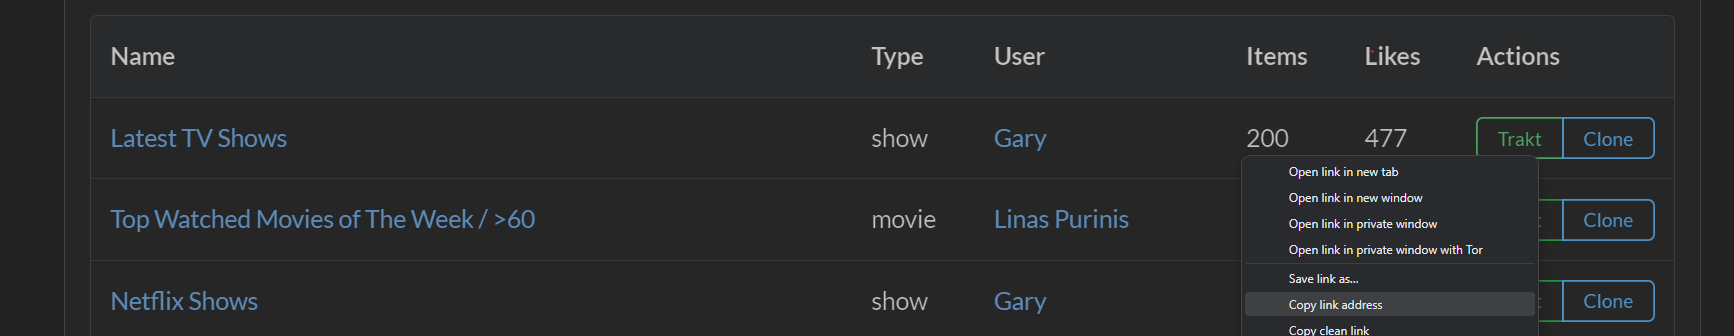 Name Type User Items Likes Actions
Latest TV Shows show Gary 200 477 Trakt Clone
Open link in new tab
Open link in new window
Top Watched Movies of The Week / >60 movie Linas Purinis Clone
Open link in private window
Open link in private window with Tor
Save link as...
Netflix Shows show Gary Clone
Copy link address
Copy clean link